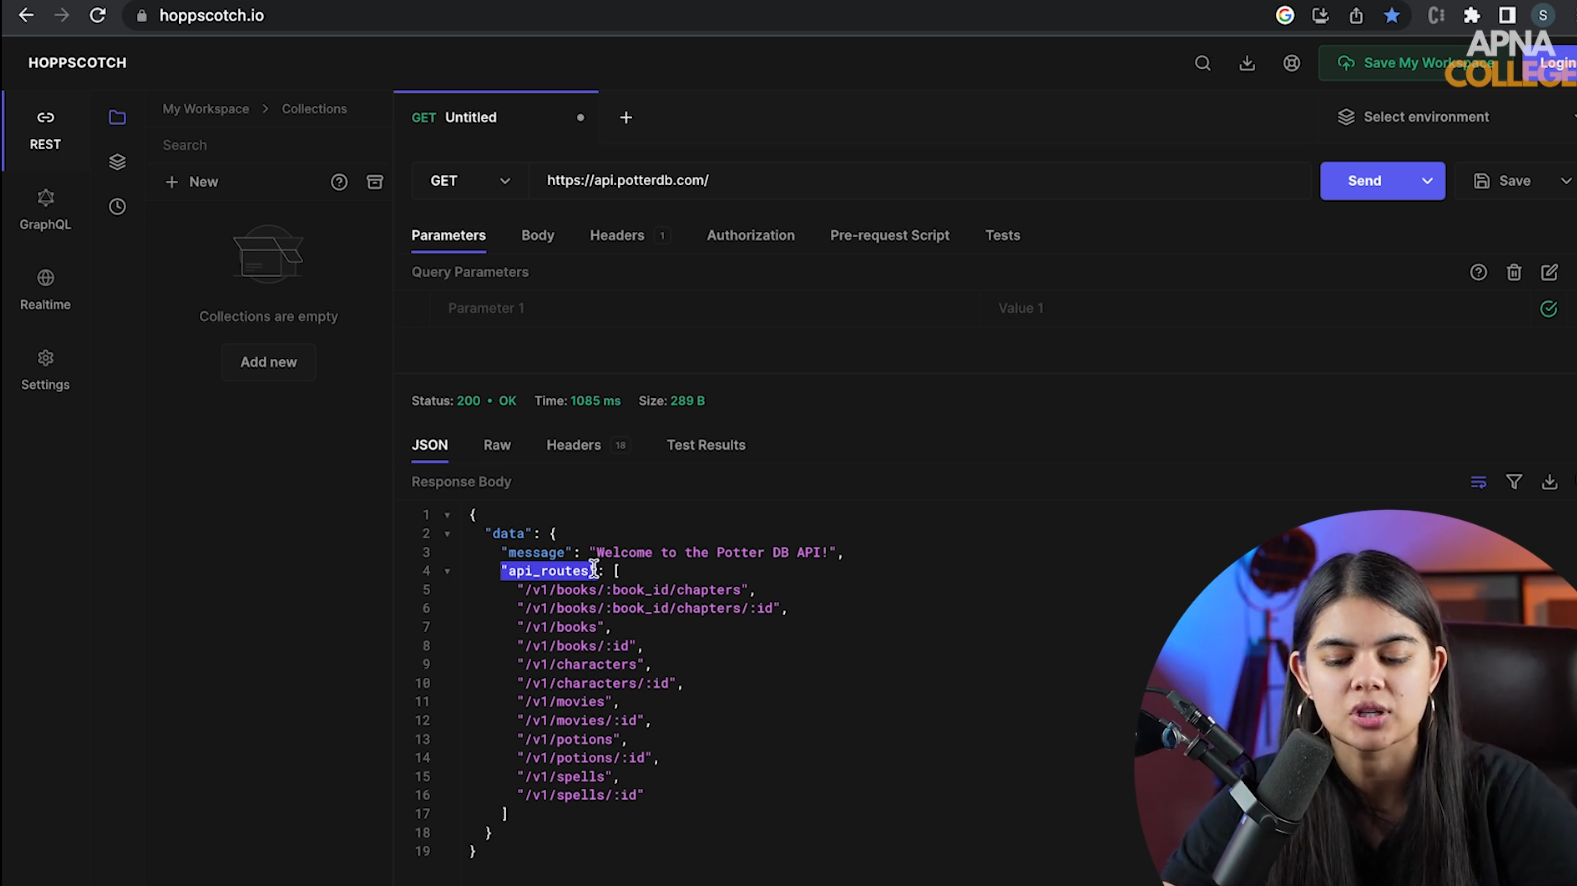 hoppscotch.io
S
APNA
COLLEGE
HOPPSCOTCH
Save My Workspace
Login
REST
GraphQL
Realtime
Settings
My Workspace > Collections
Search
+ New
Collections are empty
Add new
GET Untitled
Select environment
GET
https://api.potterdb.com/
Send
Save
Parameters Body Headers 1 Authorization Pre-request Script Tests
Query Parameters
Parameter 1 Value 1
Status: 200 • OK Time: 1085 ms Size: 289 B
JSON Raw Headers 18 Test Results
Response Body
1 {
2 "data": {
3 "message": "Welcome to the Potter DB API!",
4 "api_routes": [
5 "/v1/books/:book_id/chapters",
6 "/v1/books/:book_id/chapters/:id",
7 "/v1/books",
8 "/v1/books/:id",
9 "/v1/characters",
10 "/v1/characters/:id",
11 "/v1/movies",
12 "/v1/movies/:id",
13 "/v1/potions",
14 "/v1/potions/:id",
15 "/v1/spells",
16 "/v1/spells/:id"
17 ]
18 }
19 }